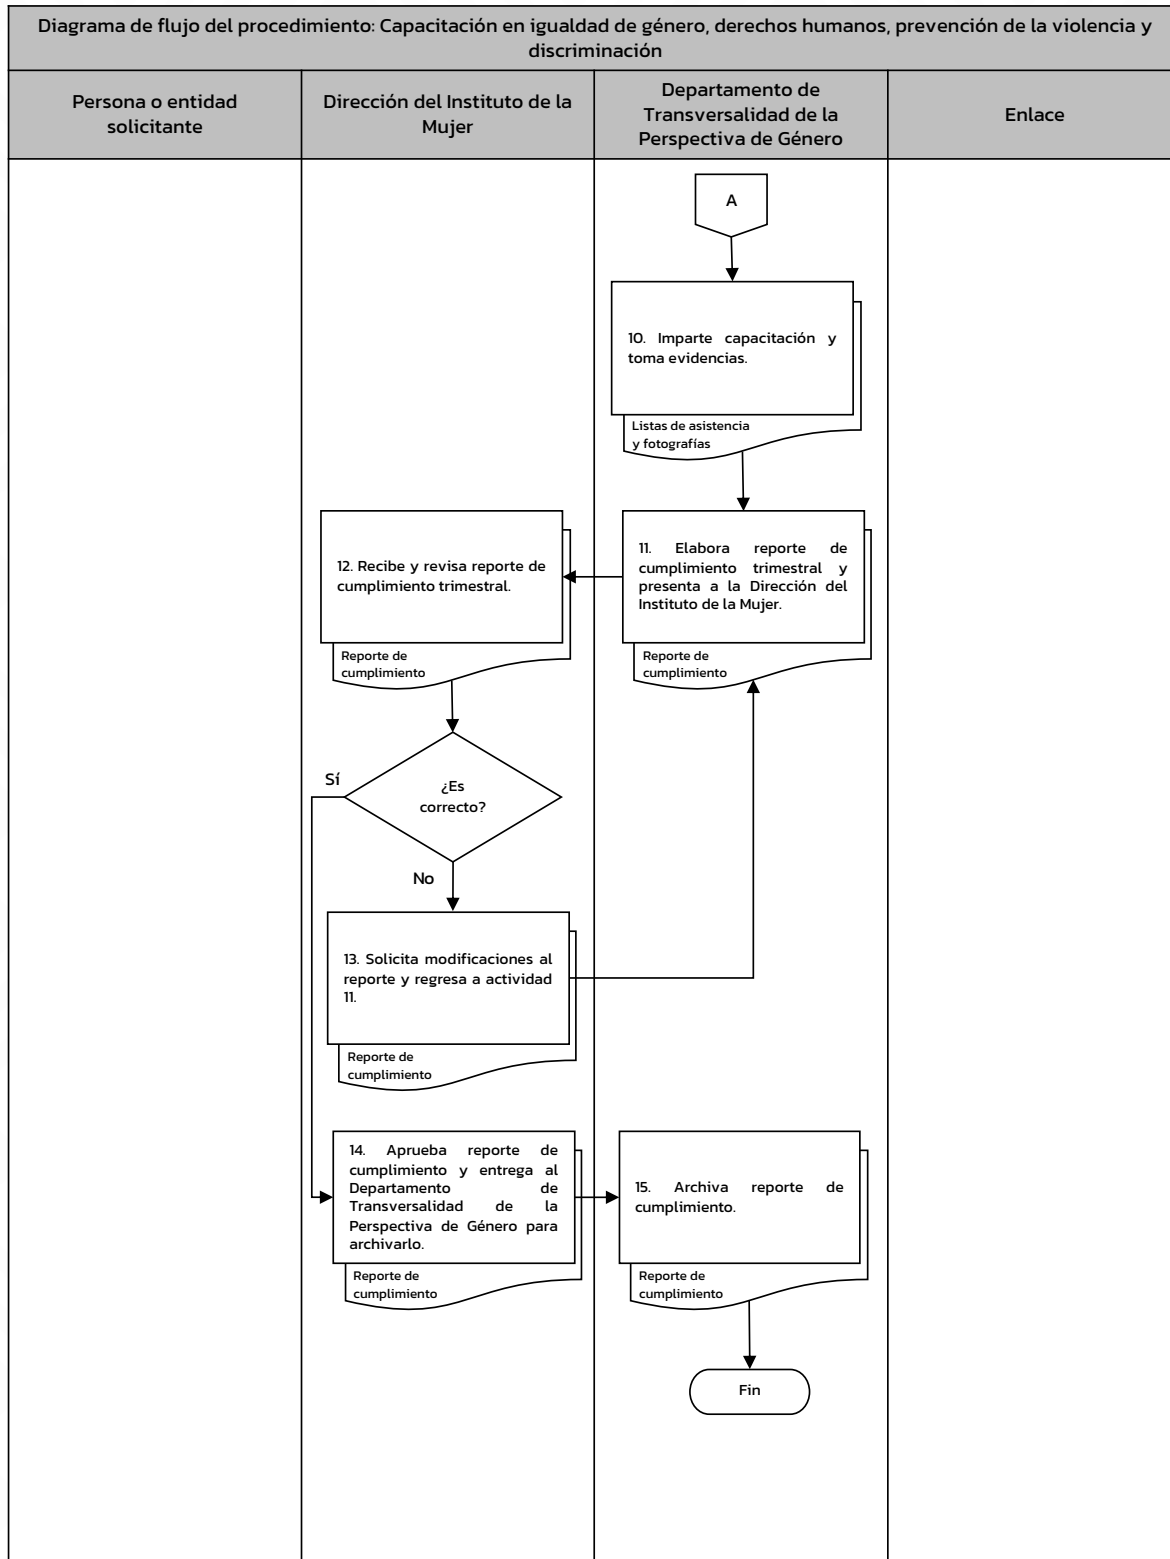 Diagrama de flujo del procedimiento: Capacitación en igualdad de género, derechos humanos, prevención de la violencia y
discriminación
Persona o entidad
solicitante
Dirección del Instituto de la
Mujer
Departamento de
Transversalidad de la
Perspectiva de Género
Enlace
A
10. Imparte capacitación y
toma evidencias.
Listas de asistencia
y fotografías
11. Elabora reporte de
cumplimiento trimestral y
presenta a la Dirección del
Instituto de la Mujer.
Reporte de
cumplimiento
12. Recibe y revisa reporte de
cumplimiento trimestral.
Reporte de
cumplimiento
¿Es
correcto?
Sí
No
13. Solicita modificaciones al
reporte y regresa a actividad
11.
Reporte de
cumplimiento
14. Aprueba reporte de
cumplimiento y entrega al
Departamento de
Transversalidad de la
Perspectiva de Género para
archivarlo.
Reporte de
cumplimiento
15. Archiva reporte de
cumplimiento.
Reporte de
cumplimiento
Fin